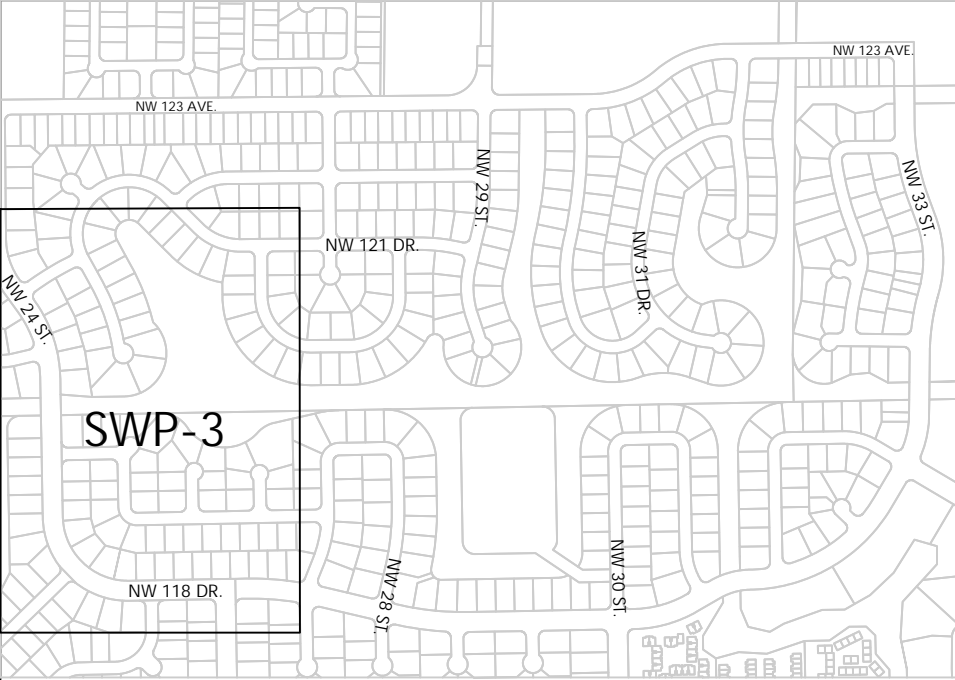 NW 123 AVE.
NW 123 AVE.
NW 29 ST.
NW 33 ST.
NW 121 DR.
NW 31 DR.
NW 24 ST.
SWP-3
NW 118 DR.
NW 28 ST.
NW 30 ST.